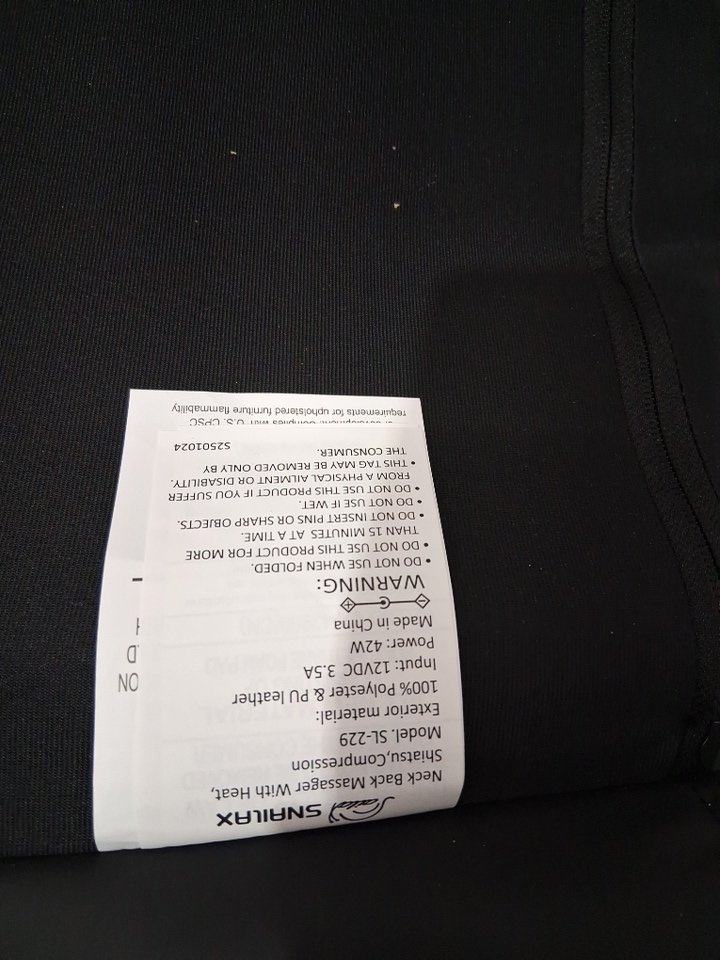 SNAILAX
Neck Back Massager With Heat,
Shiatsu,Compression
Model. SL-229
Exterior material:
100% Polyester & PU leather
Input: 12VDC 3.5A
Power: 42W
Made in China
WARNING:
• DO NOT USE WHEN FOLDED.
• DO NOT USE THIS PRODUCT FOR MORE
THAN 15 MINUTES AT A TIME.
• DO NOT INSERT PINS OR SHARP OBJECTS.
• DO NOT USE IF WET.
• DO NOT USE THIS PRODUCT IF YOU SUFFER
FROM A PHYSICAL AILMENT OR DISABILITY.
• THIS TAG MAY BE REMOVED ONLY BY
THE CONSUMER.
S2501024
U.S. CPSC
requirements for upholstered furniture flammability
ON